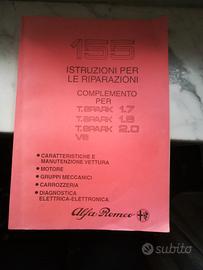 155
ISTRUZIONI PER
LE RIPARAZIONI
COMPLEMENTO
PER
T.SPARK 1.7
T.SPARK 1.8
T.SPARK 2.0
V6
• CARATTERISTICHE E
MANUTENZIONE VETTURA
• MOTORE
• GRUPPI MECCANICI
• CARROZZERIA
• DIAGNOSTICA
ELETTRICA-ELETTRONICA
Alfa Romeo
subito